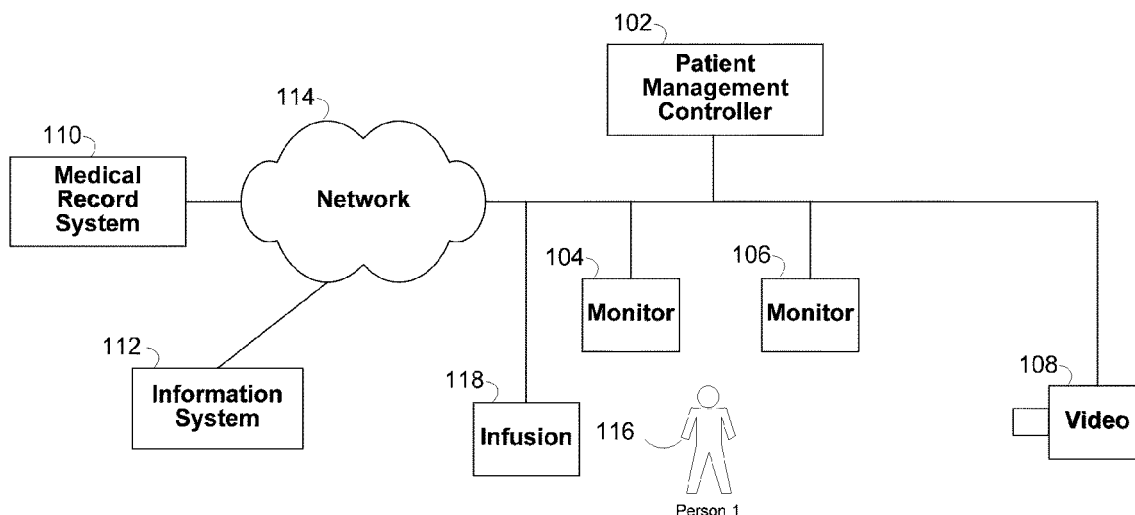 102
Patient
Management
Controller
114
110
Medical
Record
System
Network
104
Monitor
106
Monitor
112
Information
System
118
Infusion
116
108
Video
Person 1